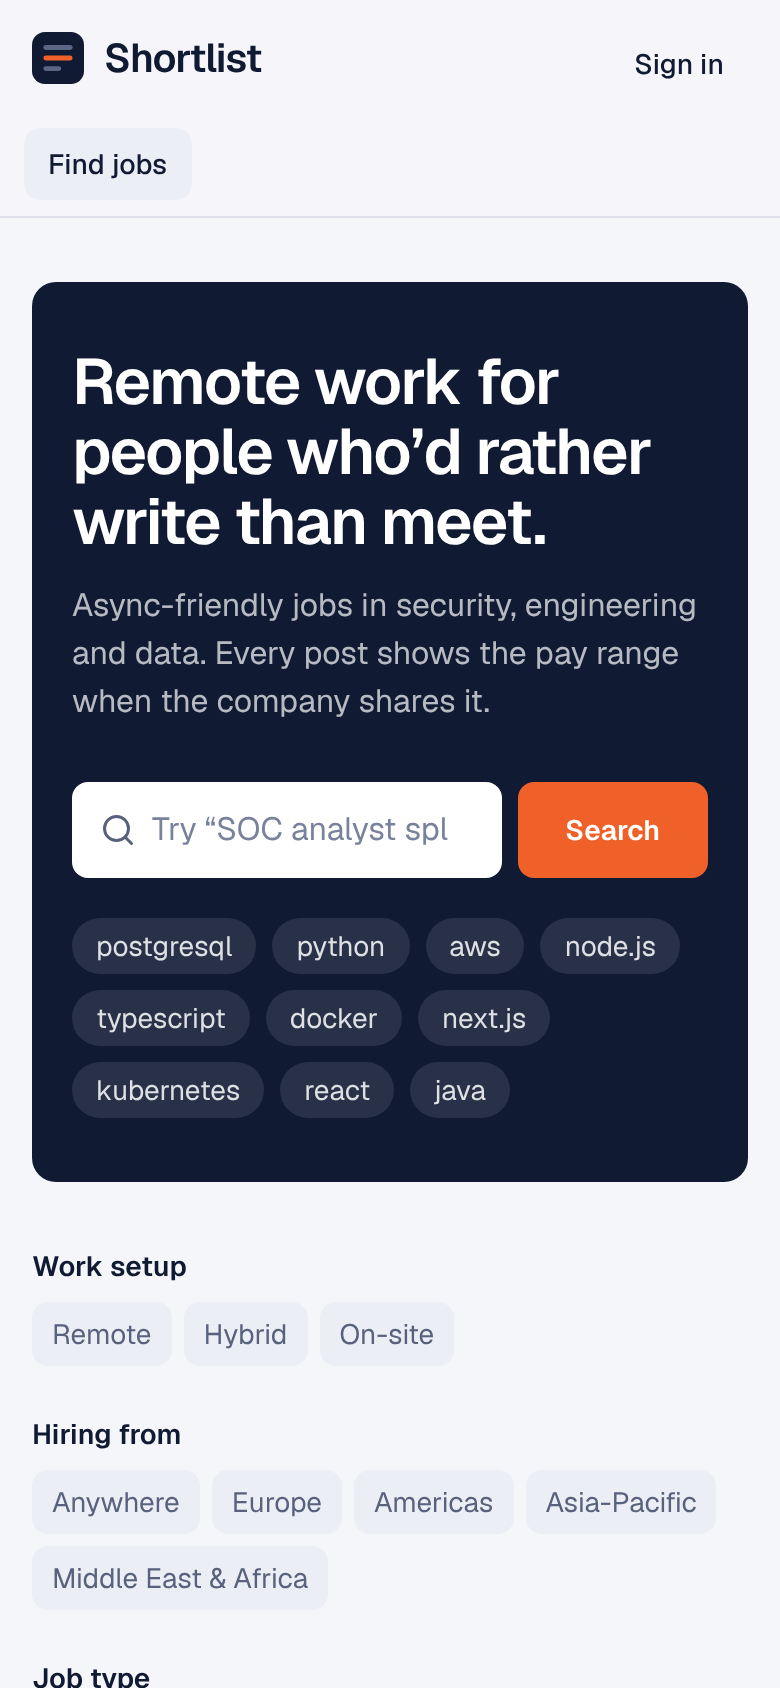 Shortlist
Sign in
Find jobs
Remote work for
people who’d rather
write than meet.
Async-friendly jobs in security, engineering
and data. Every post shows the pay range
when the company shares it.
Try “SOC analyst spl
Search
postgresql python aws node.js
typescript docker next.js
kubernetes react java
Work setup
Remote Hybrid On-site
Hiring from
Anywhere Europe Americas Asia-Pacific
Middle East & Africa
Job type